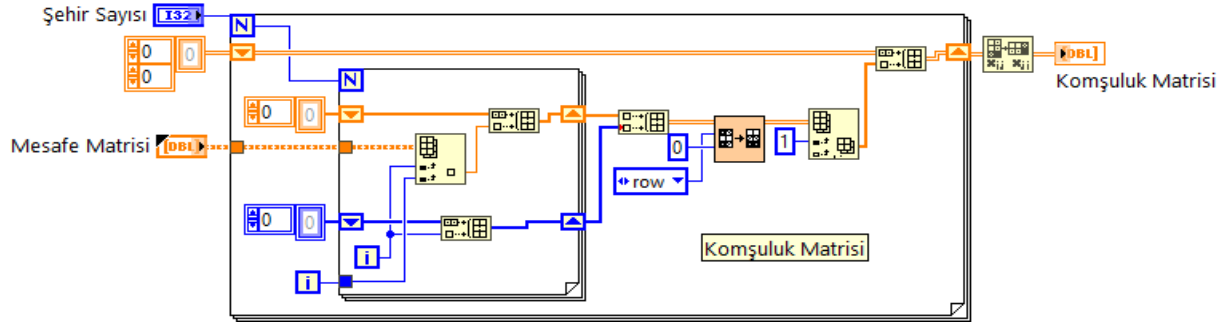 Şehir Sayısı I32
N
0 0
0
DBL
Komşuluk Matrisi
N
0 0
Mesafe Matrisi DBL
0
1
row
0 0
Komşuluk Matrisi
i
i